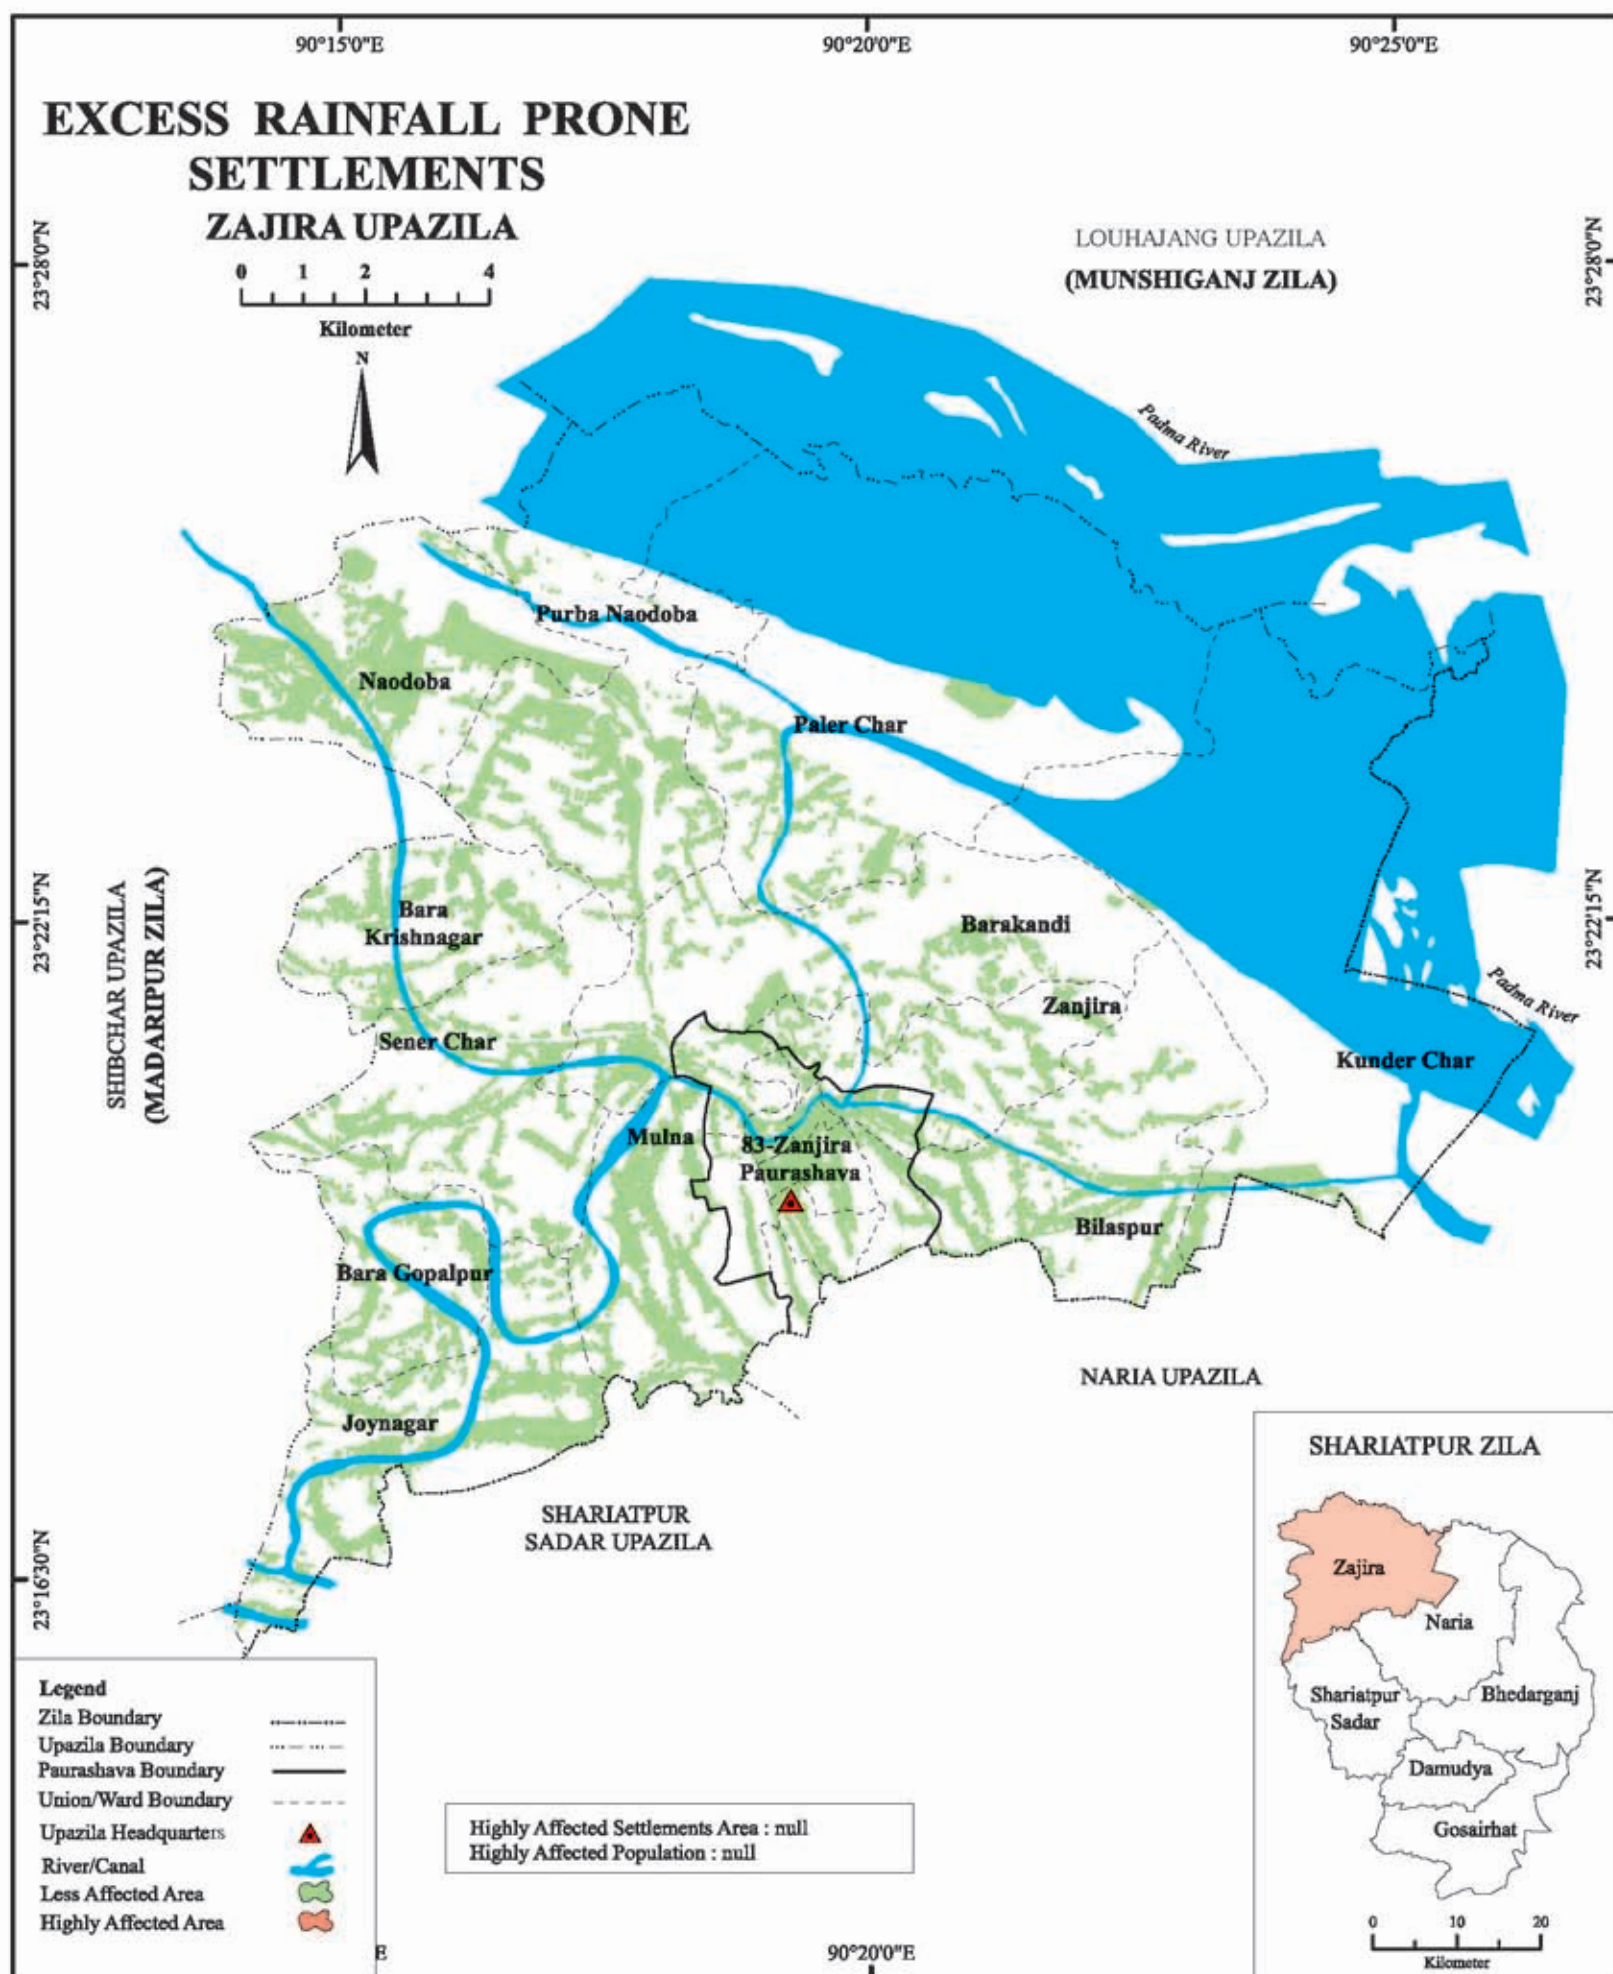 90°15'0"E
90°20'0"E
90°25'0"E
EXCESS RAINFALL PRONE
SETTLEMENTS
ZAJIRA UPAZILA
0 1 2 4
Kilometer
N
23°28'0"N
23°28'0"N
LOUHAJANG UPAZILA
(MUNSHIGANJ ZILA)
Padma River
Purba Naodoba
Naodoba
Paler Char
Bara
Krishnagar
Barakandi
Zanjira
23°22'15"N
23°22'15"N
SHIBCHAR UPAZILA
(MADARIPUR ZILA)
Padma River
Sener Char
Kunder Char
Mulna
83-Zanjira
Paurashava
Bilaspur
Bara Gopalpur
NARIA UPAZILA
Joynagar
SHARIATPUR
SADAR UPAZILA
23°16'30"N
SHARIATPUR ZILA
Zajira
Naria
Shariatpur
Sadar
Bhedarganj
Damudya
Gosairhat
0 10 20
Kilometer
Legend
Zila Boundary
Upazila Boundary
Paurashava Boundary
Union/Ward Boundary
Upazila Headquarters
River/Canal
Less Affected Area
Highly Affected Area
Highly Affected Settlements Area : null
Highly Affected Population : null
E
90°20'0"E